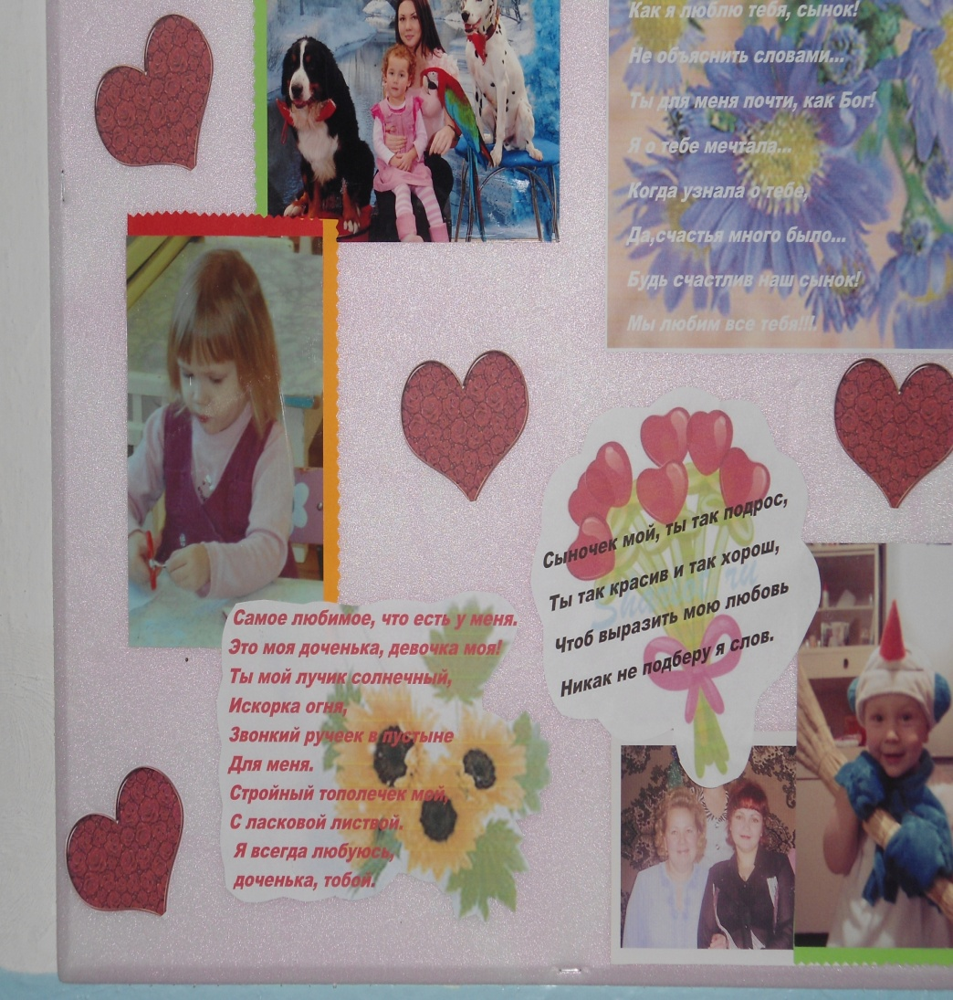 Как я люблю тебя, сынок!
Не объяснить словами...
Ты для меня почти, как Бог!
Я о тебе мечтала...
Когда узнала о тебе,
Да,счастья много было...
Будь счастлив наш сынок!
Мы любим все тебя!!!.
Сыночек мой, ты так подрос,
Ты так красив и так хорош,
Чтоб выразить мою любовь
Никак не подберу я слов.
Самое любимое, что есть у меня.
Это моя доченька, девочка моя!
Ты мой лучик солнечный,
Искорка огня,
Звонкий ручеек в пустыне
Для меня.
Стройный тополечек мой,
С ласковой листвой.
Я всегда любуюсь,
доченька, тобой.